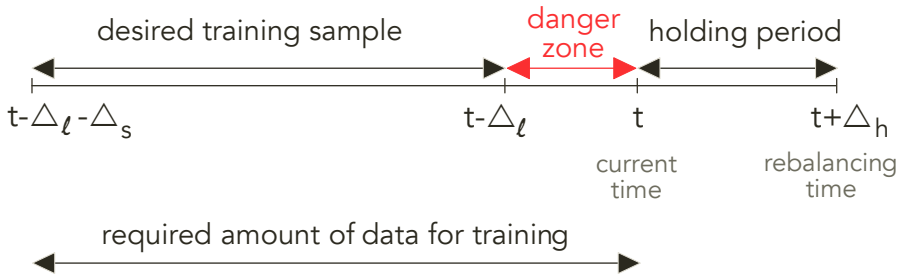 desired training sample
danger
zone
holding period
t-△ℓ-△s
t-△ℓ
t
t+△h
current
time
rebalancing
time
required amount of data for training